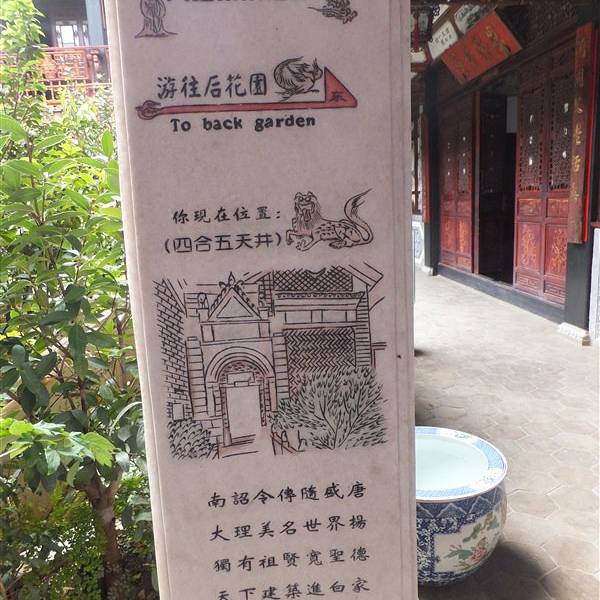 游往后花園
东
To back garden
你现在位置:
(四合五天井)
南詔令傳隨盛唐
大理美名世界揚
獨有祖賢寬聖德
天下建築進白家